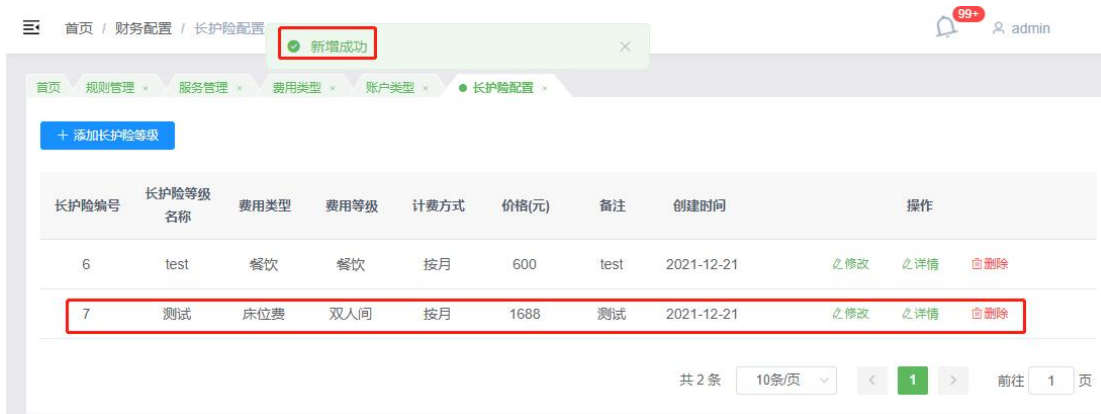 首页 / 财务配置 / 长护险配置
新增成功
99+
admin
首页 规则管理 × 服务管理 × 费用类型 × 账户类型 × 长护险配置 ×
+ 添加长护险等级
长护险编号 长护险等级名称 费用类型 费用等级 计费方式 价格(元) 备注 创建时间 操作
6 test 餐饮 餐饮 按月 600 test 2021-12-21 修改 详情 删除
7 测试 床位费 双人间 按月 1688 测试 2021-12-21 修改 详情 删除
共 2 条 10条/页 < 1 > 前往 1 页